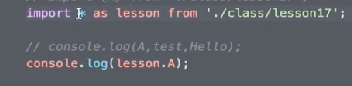 import * as lesson from './class/lesson17';
// console.log(A,test,Hello);
console.log(lesson.A);